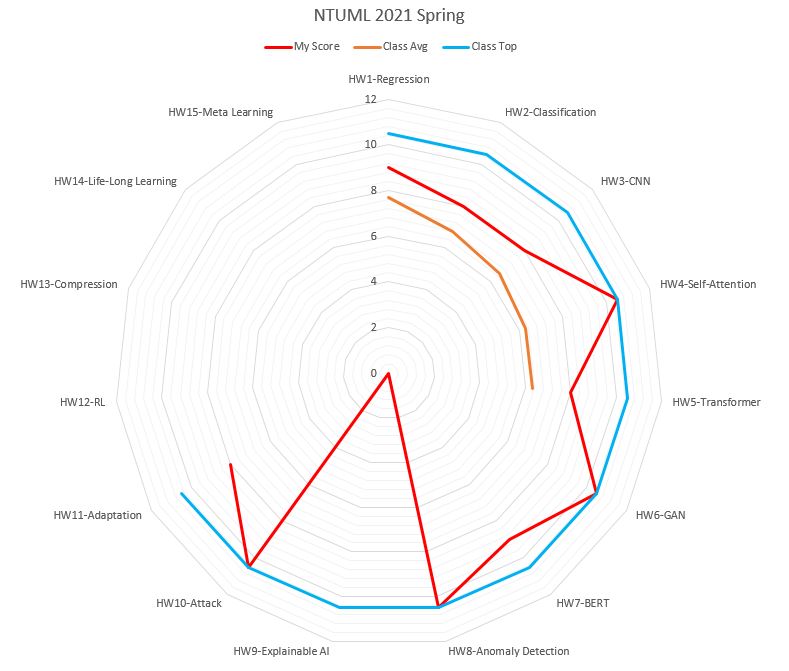 NTUML 2021 Spring
My Score Class Avg Class Top
HW1-Regression
12
HW2-Classification
HW15-Meta Learning
10
HW14-Life-Long Learning
HW3-CNN
8
6
HW13-Compression
4
HW4-Self-Attention
2
0
HW12-RL
HW5-Transformer
HW11-Adaptation
HW6-GAN
HW10-Attack
HW7-BERT
HW9-Explainable AI
HW8-Anomaly Detection